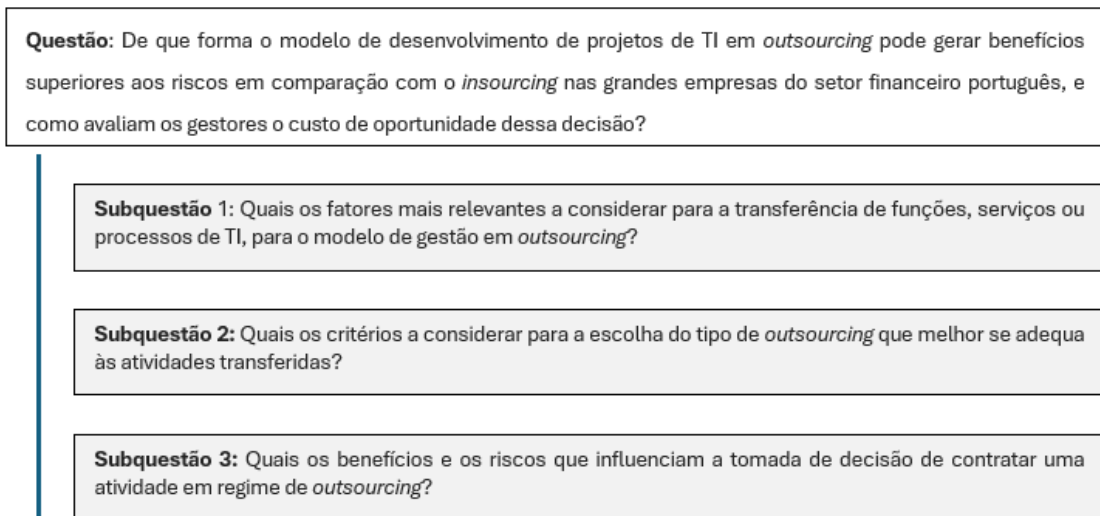 Questão: De que forma o modelo de desenvolvimento de projetos de TI em outsourcing pode gerar benefícios
superiores aos riscos em comparação com o insourcing nas grandes empresas do setor financeiro português, e
como avaliam os gestores o custo de oportunidade dessa decisão?
Subquestão 1: Quais os fatores mais relevantes a considerar para a transferência de funções, serviços ou
processos de TI, para o modelo de gestão em outsourcing?
Subquestão 2: Quais os critérios a considerar para a escolha do tipo de outsourcing que melhor se adequa
às atividades transferidas?
Subquestão 3: Quais os benefícios e os riscos que influenciam a tomada de decisão de contratar uma
atividade em regime de outsourcing?